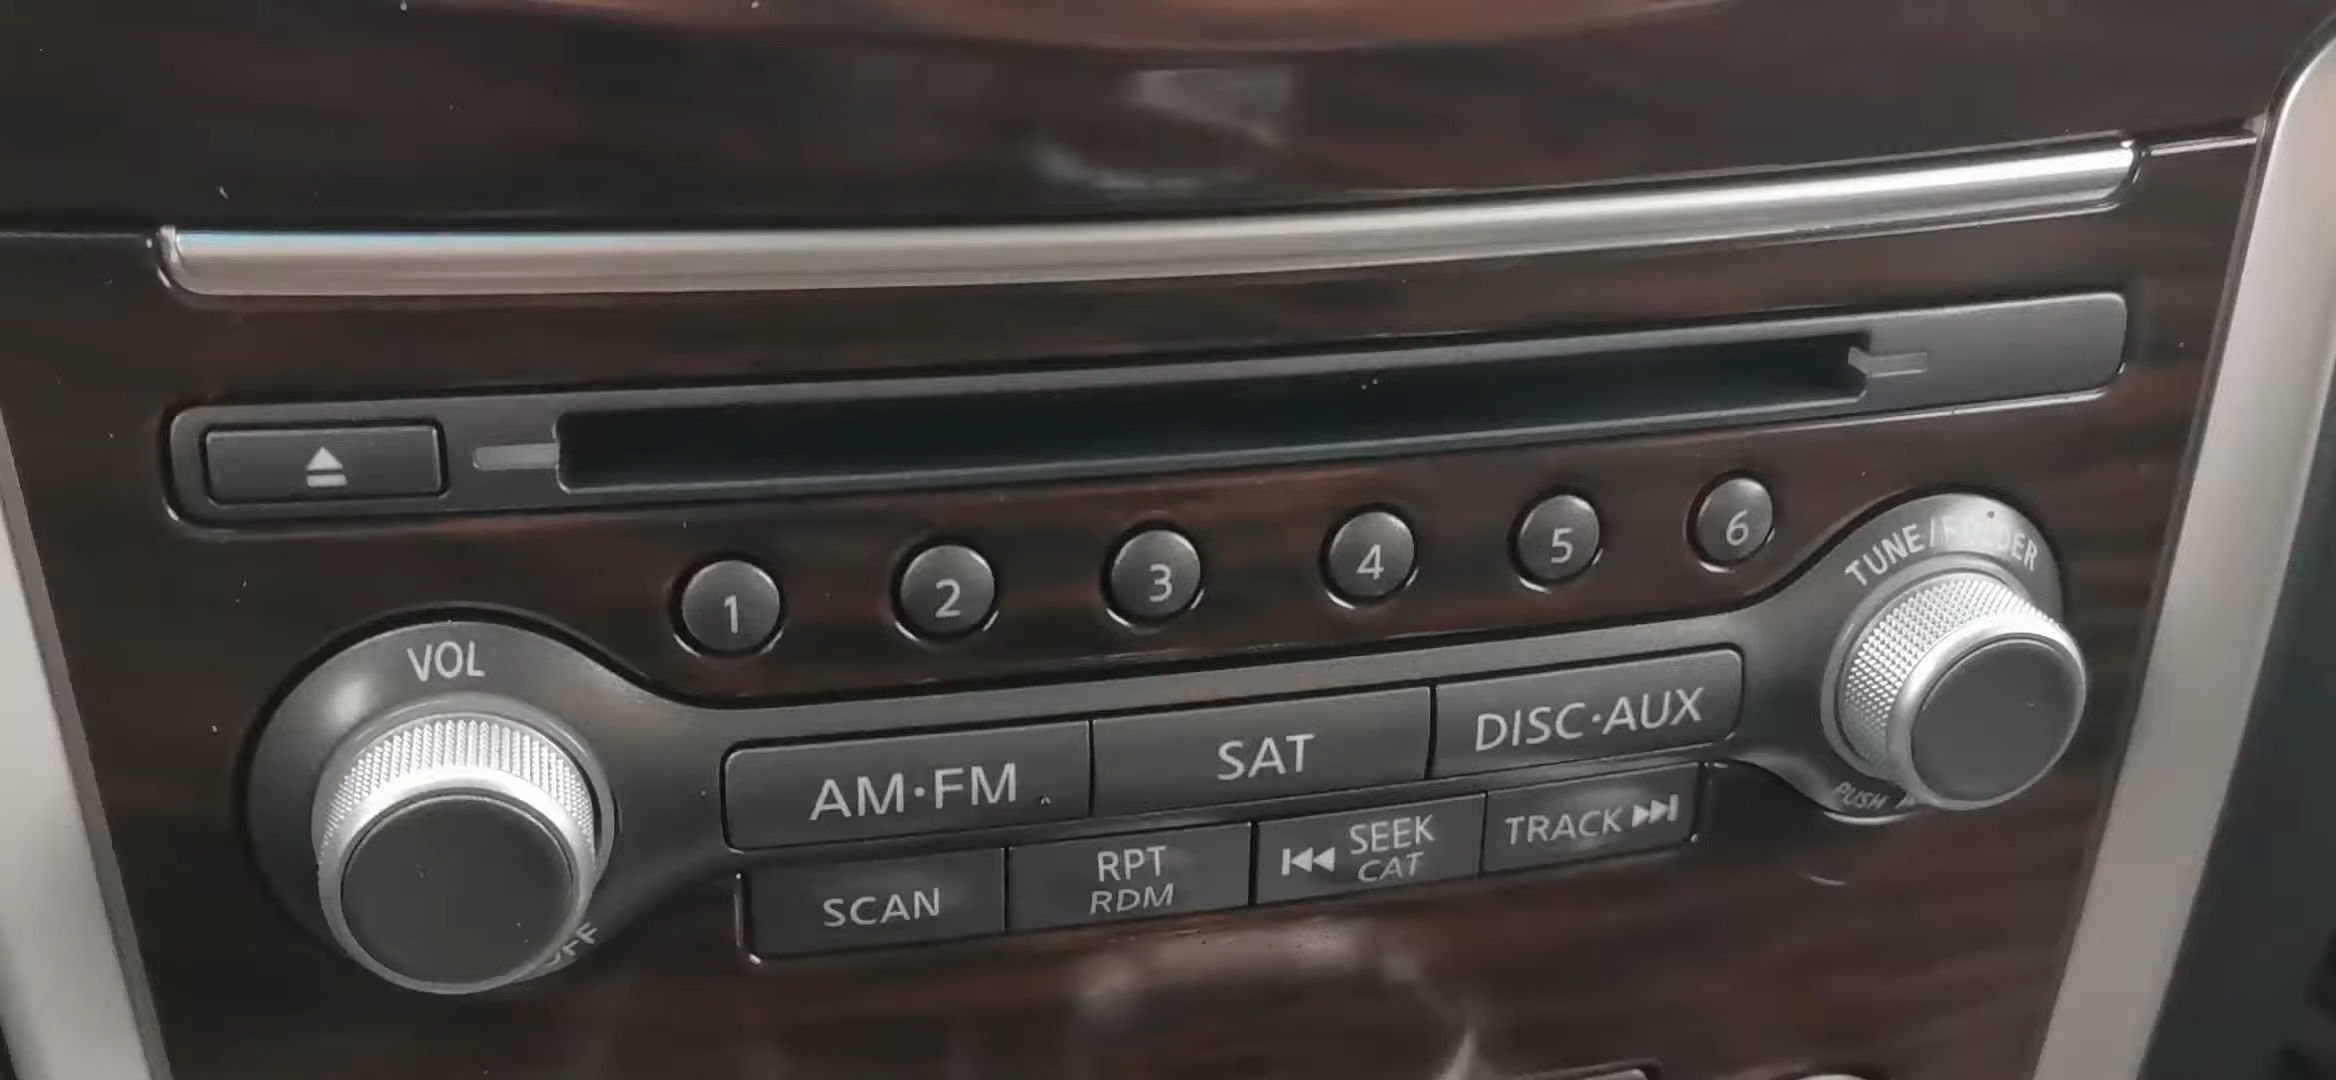 1 2 3 4 5 6
VOL
TUNE/FOLDER
AM·FM SAT DISC·AUX
SCAN
RPT
RDM
SEEK
CAT
TRACK
PUSH